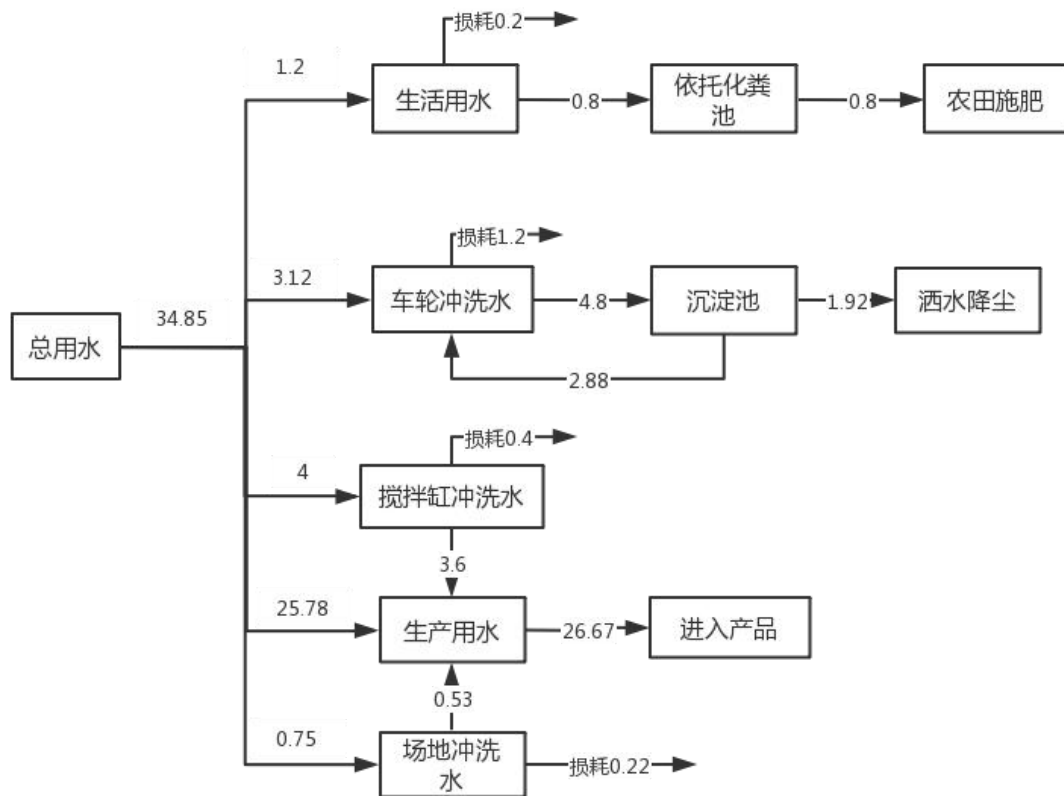 损耗0.2
1.2
生活用水
0.8
依托化粪
池
0.8
农田施肥
损耗1.2
3.12
车轮冲洗水
4.8
沉淀池
1.92
洒水降尘
总用水
34.85
2.88
损耗0.4
4
搅拌缸冲洗水
3.6
25.78
生产用水
26.67
进入产品
0.53
0.75
场地冲洗
水
损耗0.22